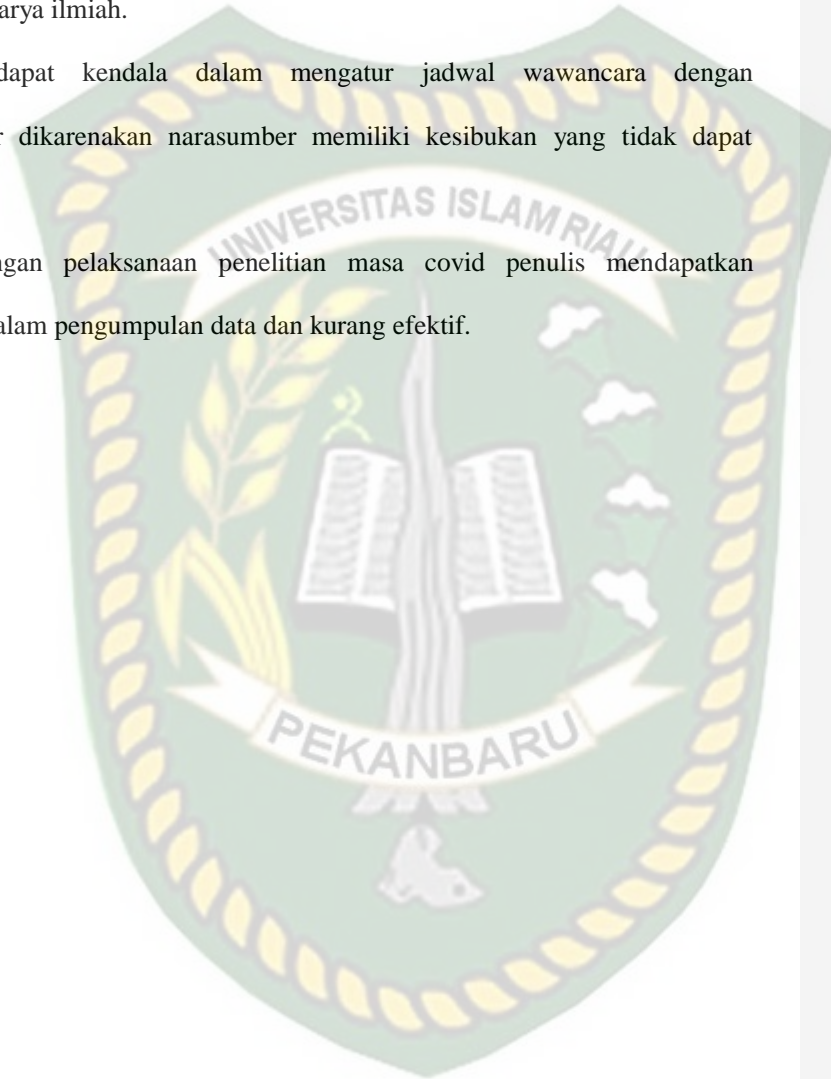 arya ilmiah.
dapat kendala dalam mengatur jadwal wawancara dengan
r dikarenakan narasumber memiliki kesibukan yang tidak dapat
UNIVERSITAS ISLAM RIAU
ngan pelaksanaan penelitian masa covid penulis mendapatkan
alam pengumpulan data dan kurang efektif.
PEKANBARU